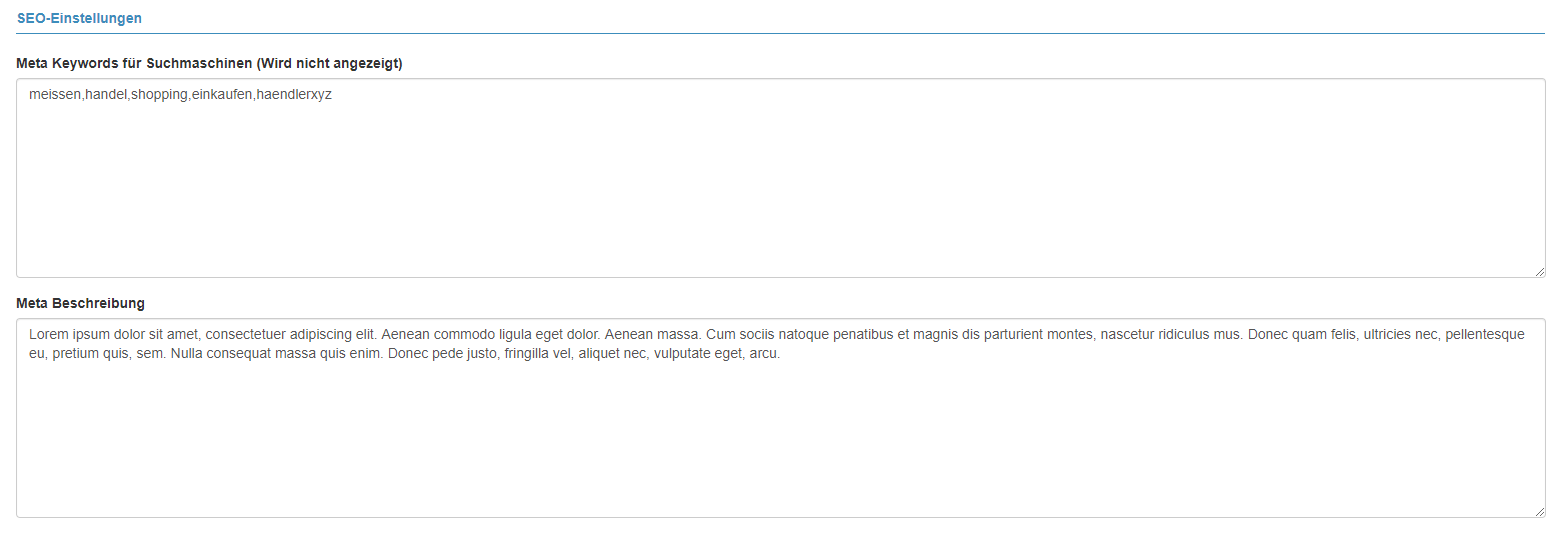 SEO-Einstellungen
Meta Keywords für Suchmaschinen (Wird nicht angezeigt)
meissen,handel,shopping,einkaufen,haendlerxyz
Meta Beschreibung
Lorem ipsum dolor sit amet, consectetuer adipiscing elit. Aenean commodo ligula eget dolor. Aenean massa. Cum sociis natoque penatibus et magnis dis parturient montes, nascetur ridiculus mus. Donec quam felis, ultricies nec, pellentesque
eu, pretium quis, sem. Nulla consequat massa quis enim. Donec pede justo, fringilla vel, aliquet nec, vulputate eget, arcu.